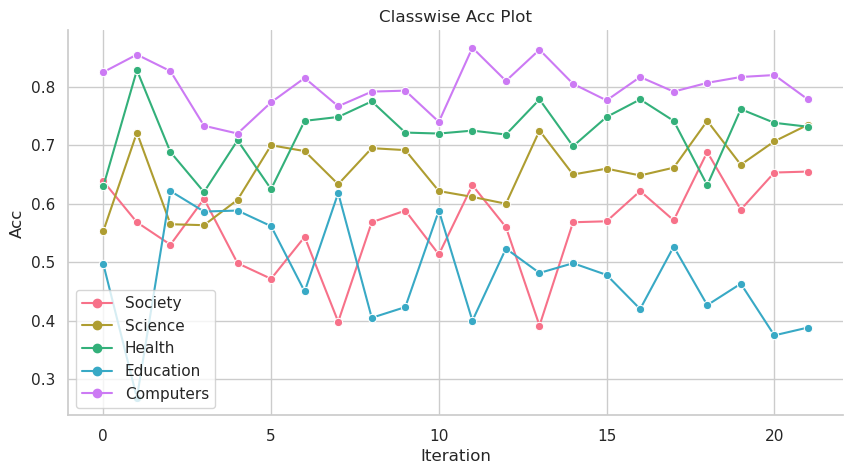 Classwise Acc Plot
Acc
0.8
0.7
0.6
0.5
0.4
0.3
Society
Science
Health
Education
Computers
0 5 10 15 20
Iteration